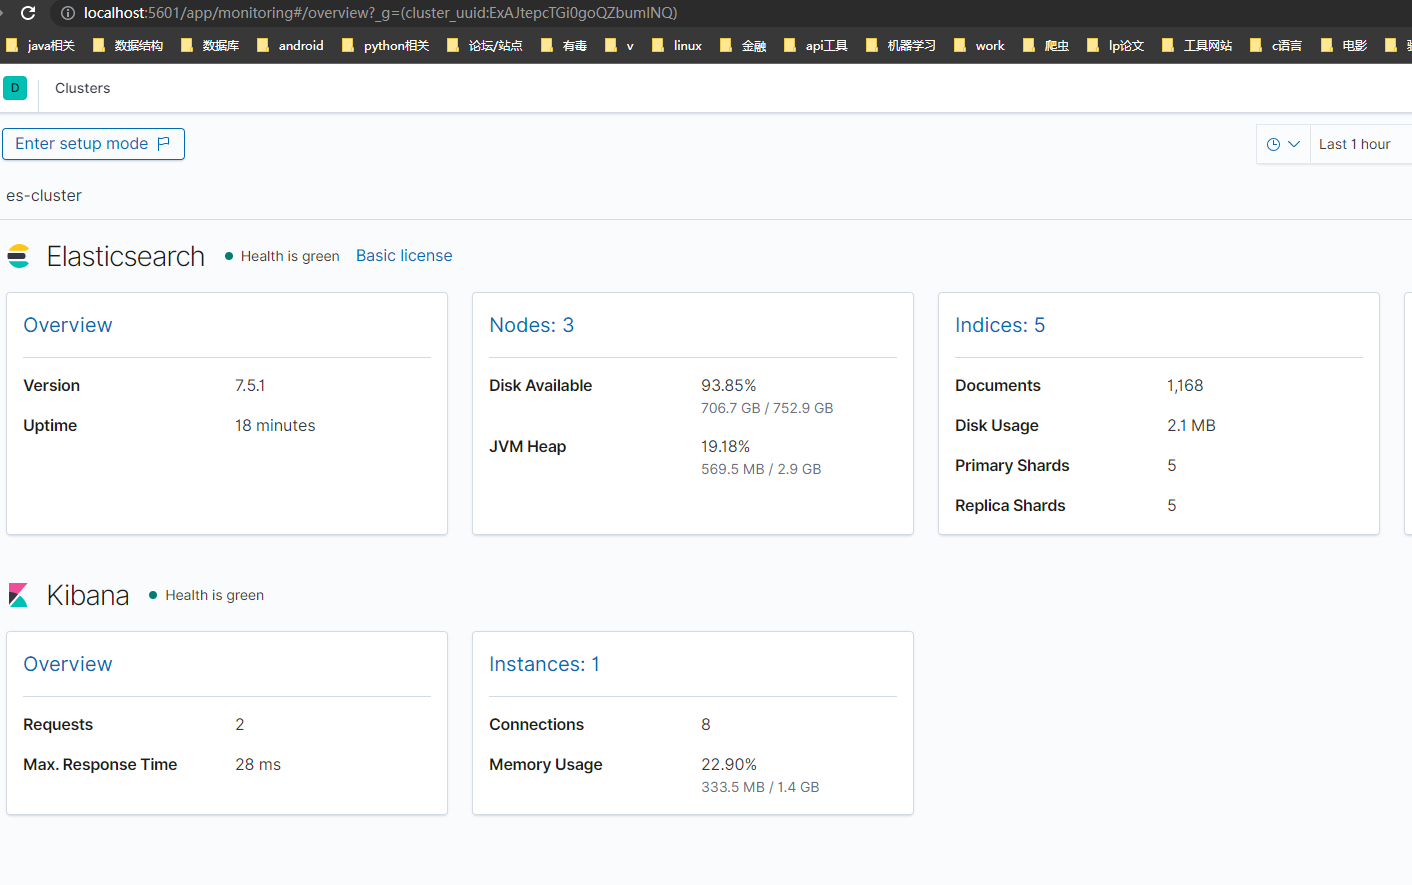 localhost:5601/app/monitoring#/overview?_g=(cluster_uuid:ExAJtepcTGi0goQZbumINQ)
java相关 数据结构 数据库 android python相关 论坛/站点 有毒 v linux 金融 api工具 机器学习 work 爬虫 lp论文 工具网站 c语言 电影
D Clusters
Enter setup mode Last 1 hour
es-cluster
Elasticsearch Health is green Basic license
Overview Nodes: 3 Indices: 5
Version 7.5.1 Disk Available 93.85% Documents 1,168
706.7 GB / 752.9 GB
Uptime 18 minutes Disk Usage 2.1 MB
JVM Heap 19.18%
569.5 MB / 2.9 GB Primary Shards 5
Replica Shards 5
Kibana Health is green
Overview Instances: 1
Requests 2 Connections 8
Max. Response Time 28 ms Memory Usage 22.90%
333.5 MB / 1.4 GB